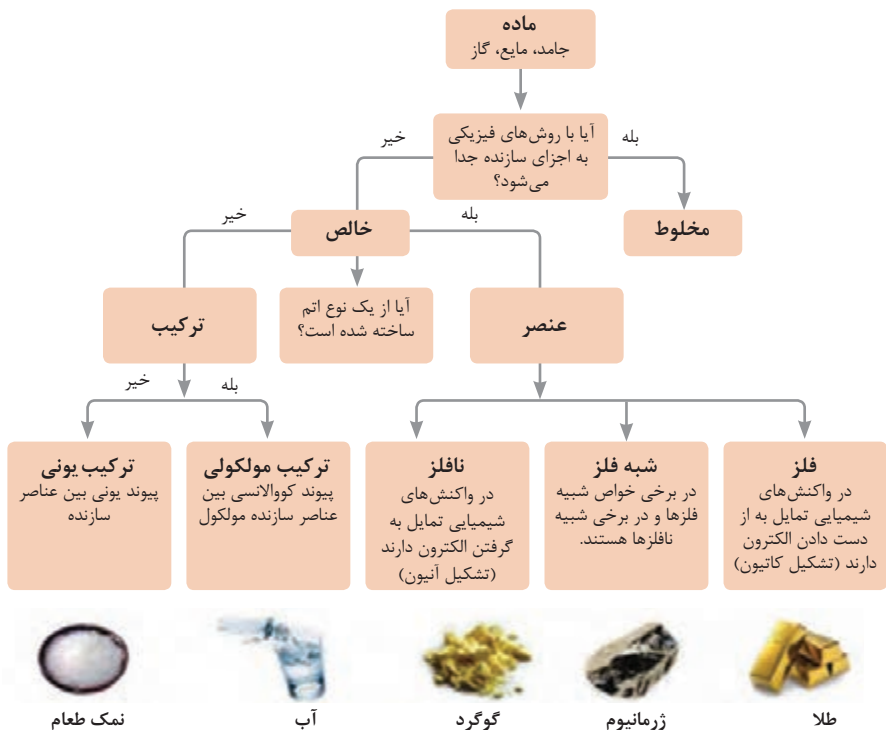 ماده
جامد، مایع، گاز
آیا با روش‌های فیزیکی
به اجزای سازنده جدا
می‌شود؟
بله
خیر
مخلوط
خالص
بله
خیر
آیا از یک نوع اتم
ساخته شده است؟
عنصر
ترکیب
بله
خیر
فلز
در واکنش‌های
شیمیایی تمایل به از
دست دادن الکترون
دارند (تشکیل کاتیون)
شبه فلز
در برخی خواص شبیه
فلزها و در برخی شبیه
نافلزها هستند.
نافلز
در واکنش‌های
شیمیایی تمایل به
گرفتن الکترون دارند
(تشکیل آنیون)
ترکیب مولکولی
پیوند کووالانسی بین
عناصر سازنده مولکول
ترکیب یونی
پیوند یونی بین عناصر
سازنده
طلا
ژرمانیوم
گوگرد
آب
نمک طعام